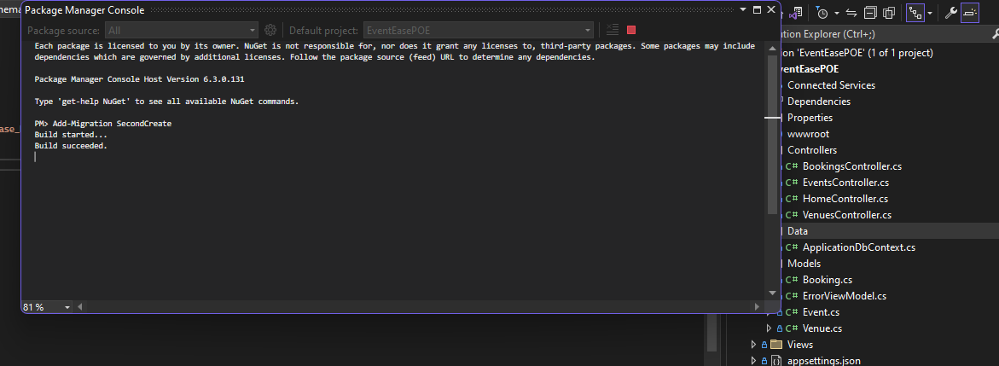 nema
Package Manager Console
Package source: All
Default project: EventEasePOE
Each package is licensed to you by its owner. NuGet is not responsible for, nor does it grant any licenses to, third-party packages. Some packages may include
dependencies which are governed by additional licenses. Follow the package source (feed) URL to determine any dependencies.
Package Manager Console Host Version 6.3.0.131
Type 'get-help NuGet' to see all available NuGet commands.
PM> Add-Migration SecondCreate
Build started...
Build succeeded.
81 %
ase_
ution Explorer (Ctrl+;)
on 'EventEasePOE' (1 of 1 project)
ventEasePOE
Connected Services
Dependencies
Properties
wwwroot
Controllers
C# BookingsController.cs
C# EventsController.cs
C# HomeController.cs
C# VenuesController.cs
Data
C# ApplicationDbContext.cs
Models
C# Booking.cs
C# ErrorViewModel.cs
C# Event.cs
C# Venue.cs
Views
appsettings.json